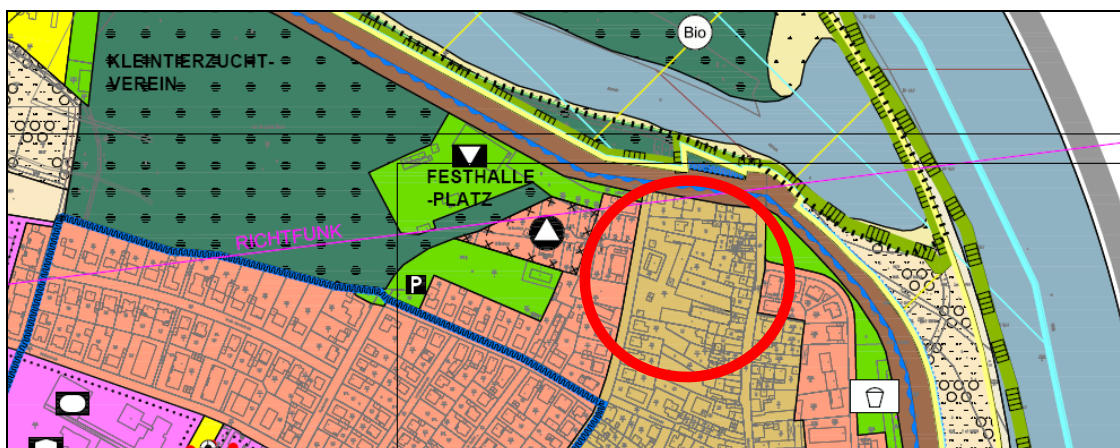 Bio
KLEINTIERZUCHT-
VEREIN
FESTHALLE
-PLATZ
RICHTFUNK
P